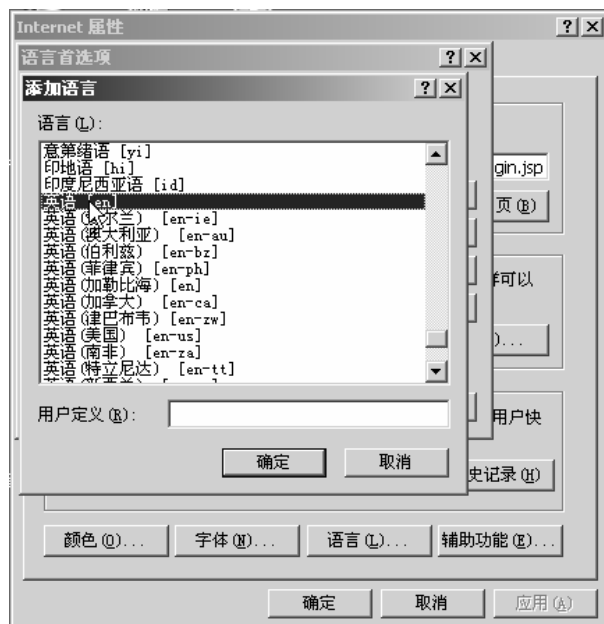 Internet 属性
语言首选项
添加语言
语言(L):
意第绪语 [yi]
印地语 [hi]
印度尼西亚语 [id]
英语 [en]
英语(爱尔兰) [en-ie]
英语(澳大利亚) [en-au]
英语(伯利兹) [en-bz]
英语(菲律宾) [en-ph]
英语(加勒比海) [en]
英语(加拿大) [en-ca]
英语(津巴布韦) [en-zw]
英语(美国) [en-us]
英语(南非) [en-za]
英语(特立尼达) [en-tt]
gin.jsp
页(B)
可以
)...
用户定义(R):
用户快
确定
取消
史记录(H)
颜色(O)...
字体(N)...
语言(L)...
辅助功能(E)...
确定
取消
应用(A)